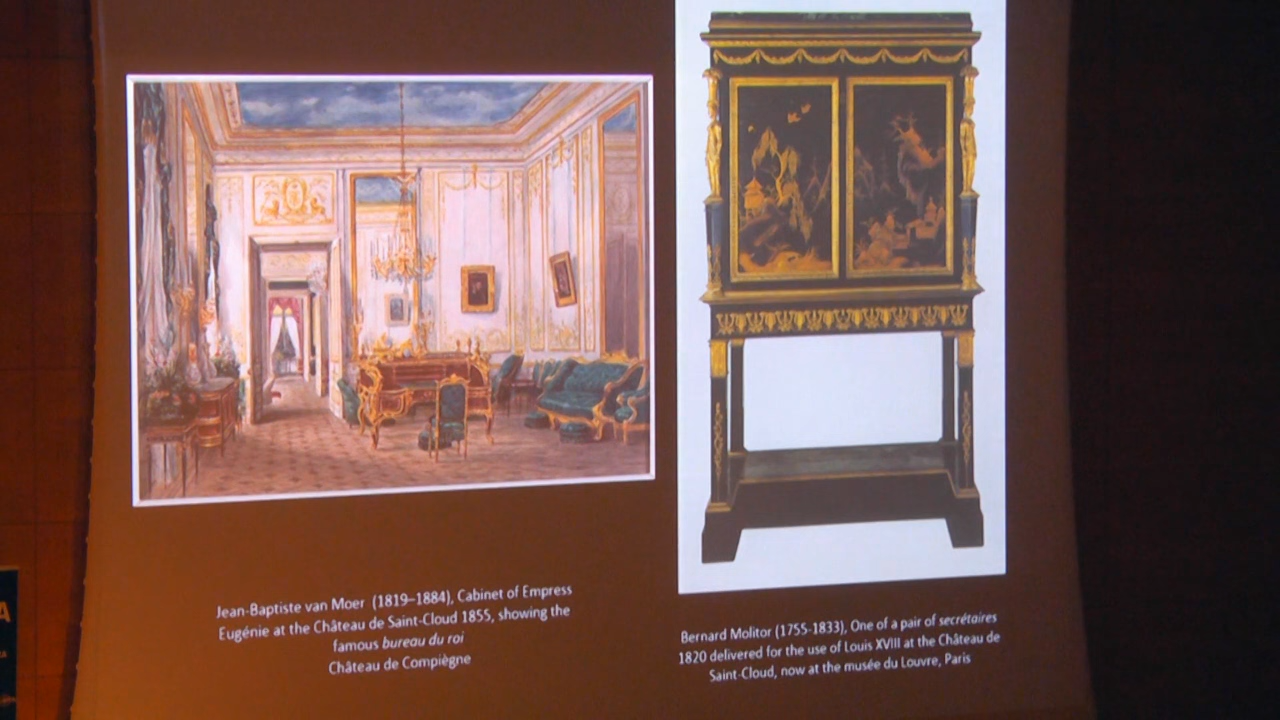 Jean-Baptiste van Moer (1819–1884), Cabinet of Empress
Eugénie at the Château de Saint-Cloud 1855, showing the
famous bureau du roi
Château de Compiègne
Bernard Molitor (1755-1833), One of a pair of secrétaires
1820 delivered for the use of Louis XVIII at the Château de
Saint-Cloud, now at the musée du Louvre, Paris
A